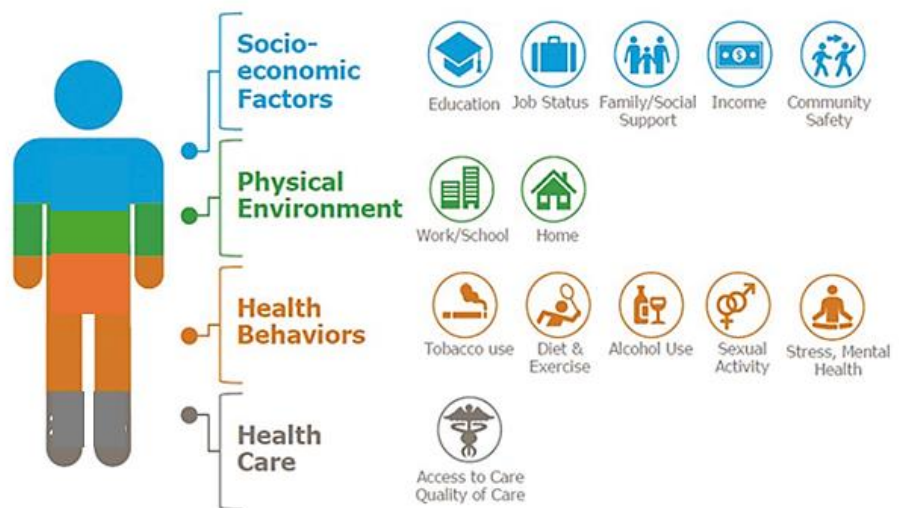 Socio-
economic
Factors
Education
Job Status
Family/Social
Support
Income
Community
Safety
$
Physical
Environment
Work/School
Home
Health
Behaviors
Tobacco use
Diet &
Exercise
Alcohol Use
Sexual
Activity
Stress, Mental
Health
Health
Care
Access to Care
Quality of Care